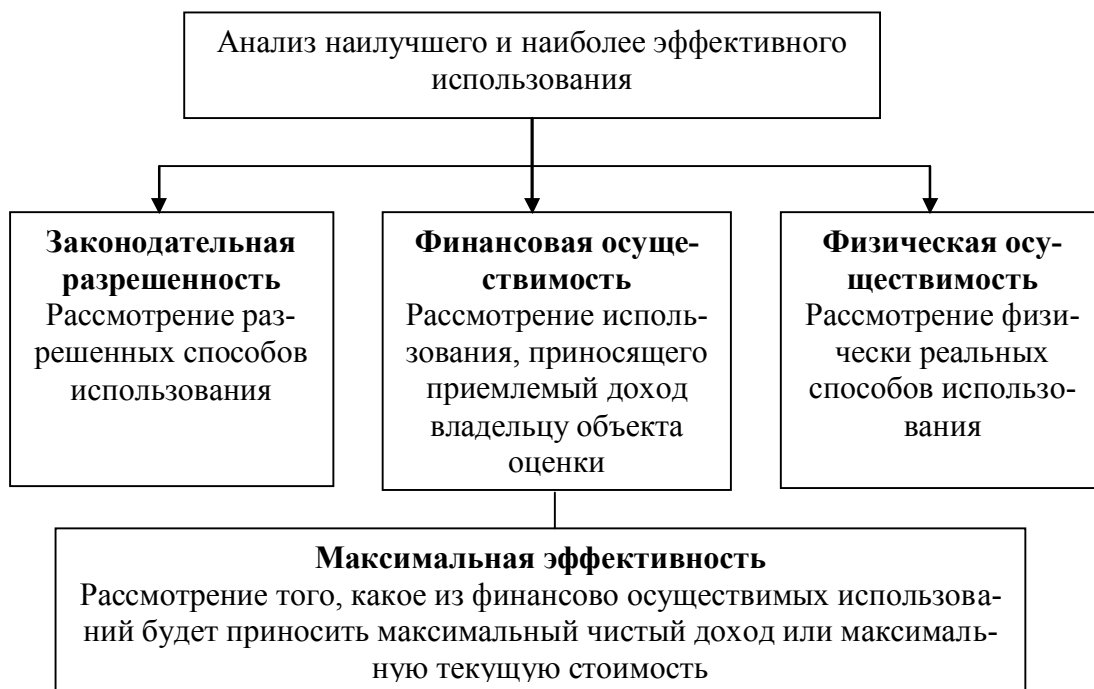 Анализ наилучшего и наиболее эффективного
использования
Законодательная
разрешенность
Рассмотрение раз-
решенных способов
использования
Финансовая осуще-
ствимость
Рассмотрение исполь-
зования, приносящего
приемлемый доход
владельцу объекта
оценки
Физическая осу-
ществимость
Рассмотрение физи-
чески реальных
способов использо-
вания
Максимальная эффективность
Рассмотрение того, какое из финансово осуществимых использова-
ний будет приносить максимальный чистый доход или максималь-
ную текущую стоимость